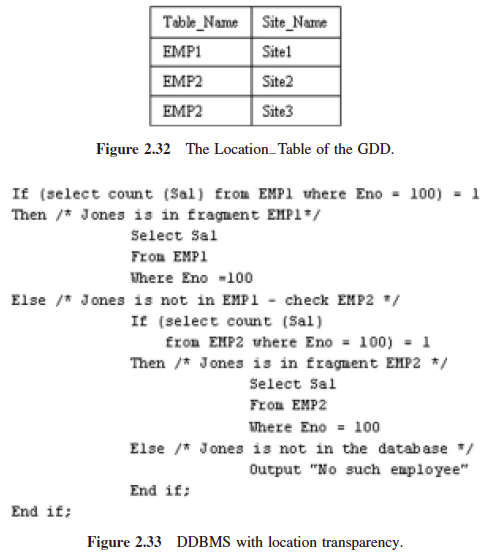 Table_Name Site_Name
EMP1 Site1
EMP2 Site2
EMP2 Site3
Figure 2.32 The Location_Table of the GDD.
If (select count (Sal) from EMP1 where Eno = 100) = 1
Then /* Jones is in fragment EMP1*/
Select Sal
From EMP1
Where Eno =100
Else /* Jones is not in EMP1 - check EMP2 */
If (select count (Sal)
from EMP2 where Eno = 100) = 1
Then /* Jones is in fragment EMP2 */
Select Sal
From EMP2
Where Eno = 100
Else /* Jones is not in the database */
Output "No such employee"
End if;
End if;
Figure 2.33 DDBMS with location transparency.